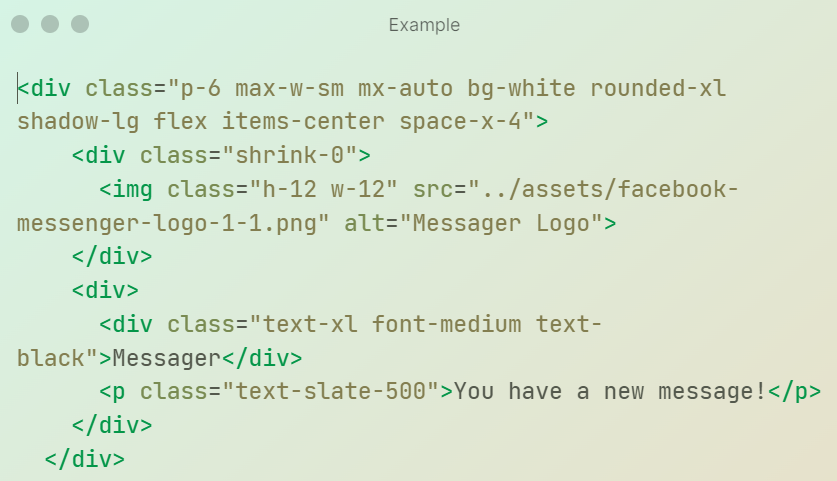 Example
<div class="p-6 max-w-sm mx-auto bg-white rounded-xl
shadow-lg flex items-center space-x-4">
<div class="shrink-0">
<img class="h-12 w-12" src="../assets/facebook-
messenger-logo-1-1.png" alt="Messager Logo">
</div>
<div>
<div class="text-xl font-medium text-
black">Messager</div>
<p class="text-slate-500">You have a new message!</p>
</div>
</div>